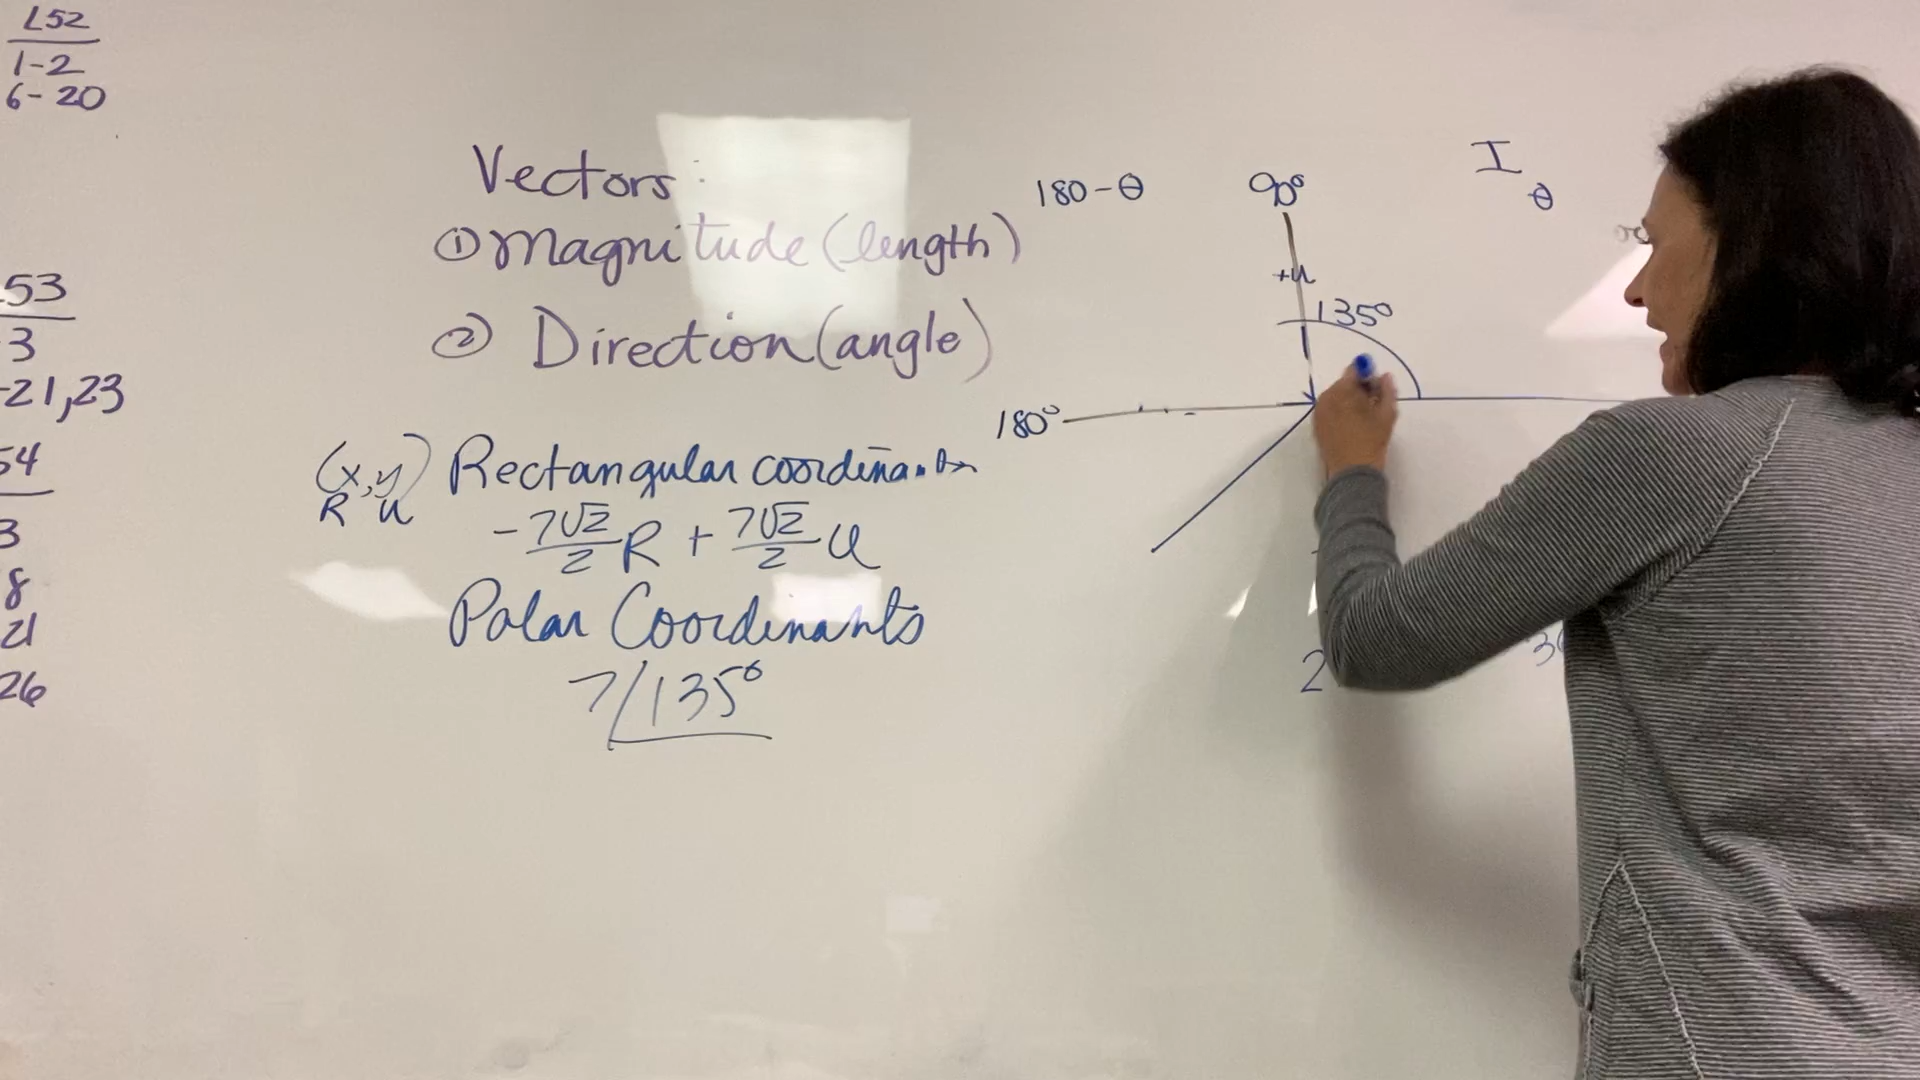 L52
1-2
6-20
53
3
-21,23
54
3
8
21
26
Vectors:
① Magnitude (length)
② Direction (angle)
(x,y) Rectangular
R u
-7√2/2 R + 7√2/2 U
Polar Coordinants
7/135°
180-θ
90°
I
θ
+u
135°
180°
2